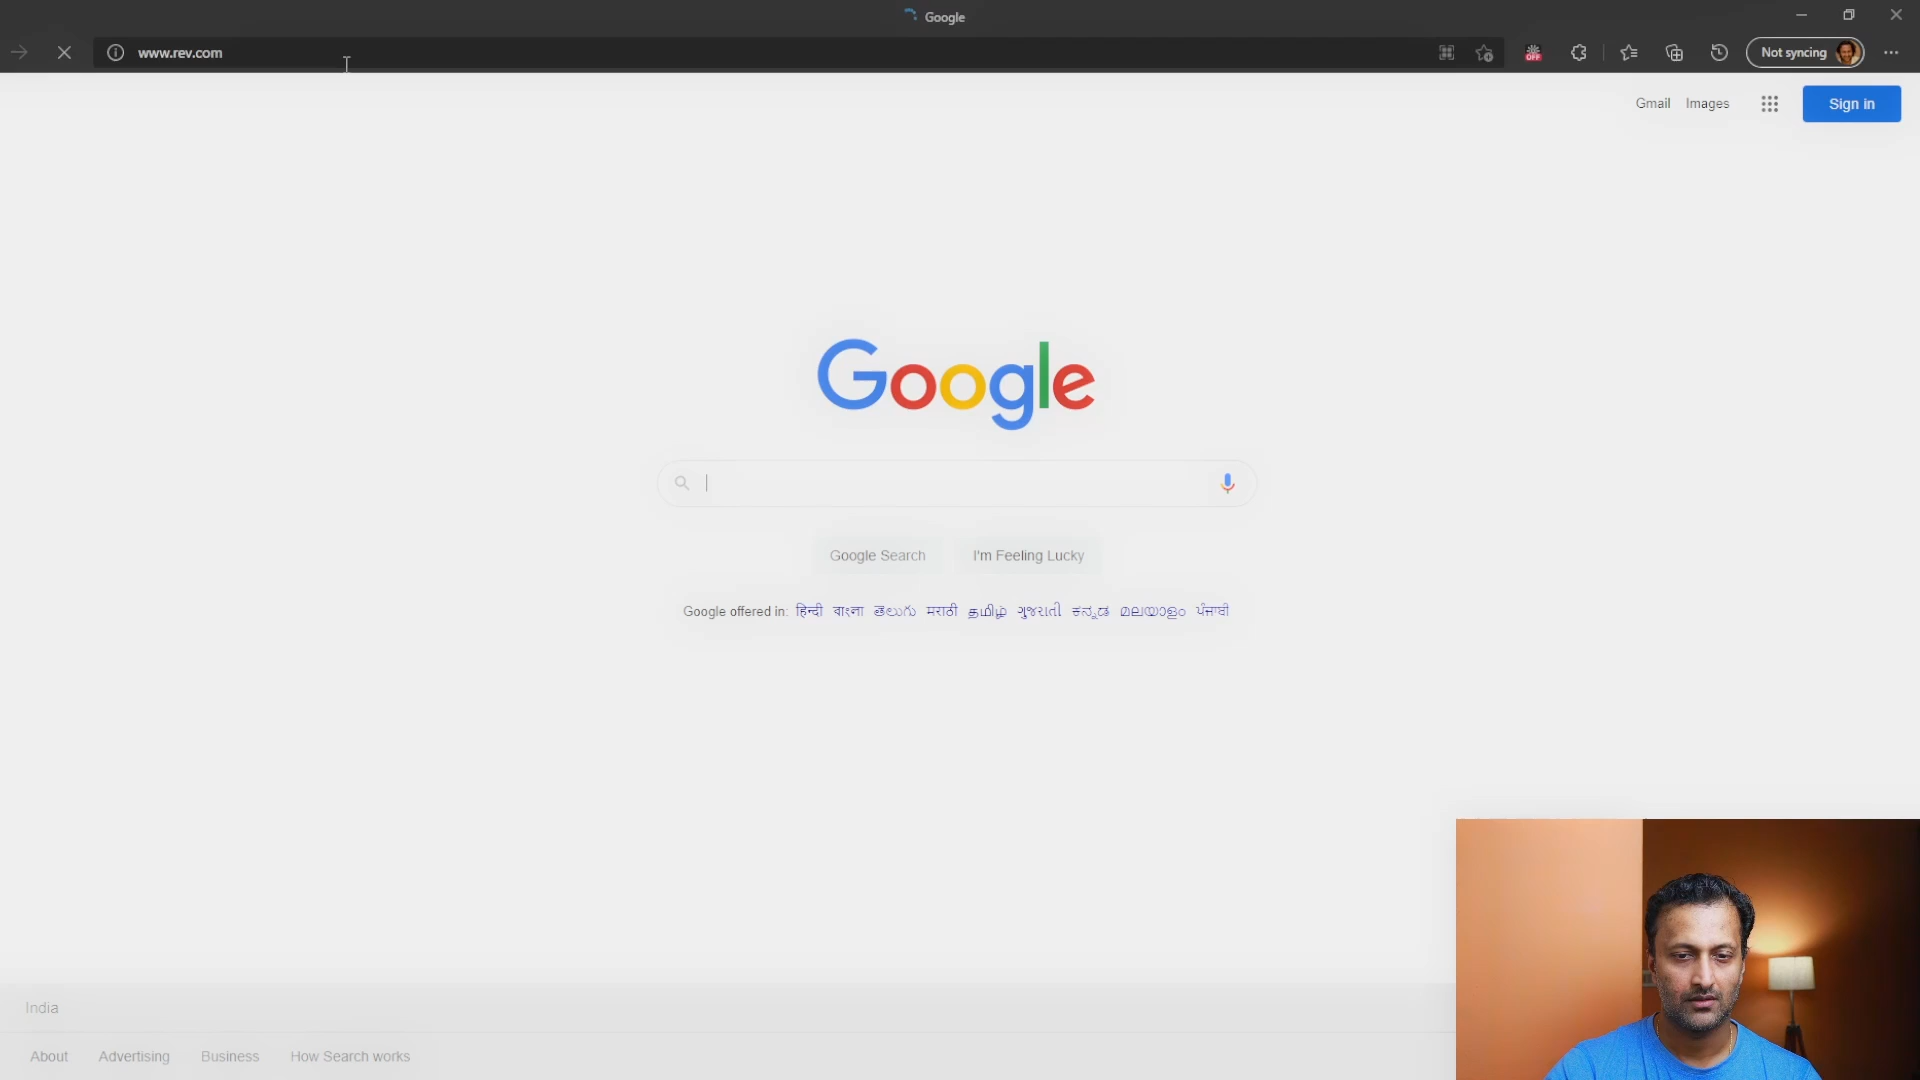 Google
www.rev.com
OFF
Not syncing
Gmail Images
Sign in
Google
Google Search I'm Feeling Lucky
Google offered in: हिन्दी বাংলা తెలుగు मराठी தமிழ் ગુજરાતી ಕನ್ನಡ മലയാളം ਪੰਜਾਬੀ
India
About Advertising Business How Search works